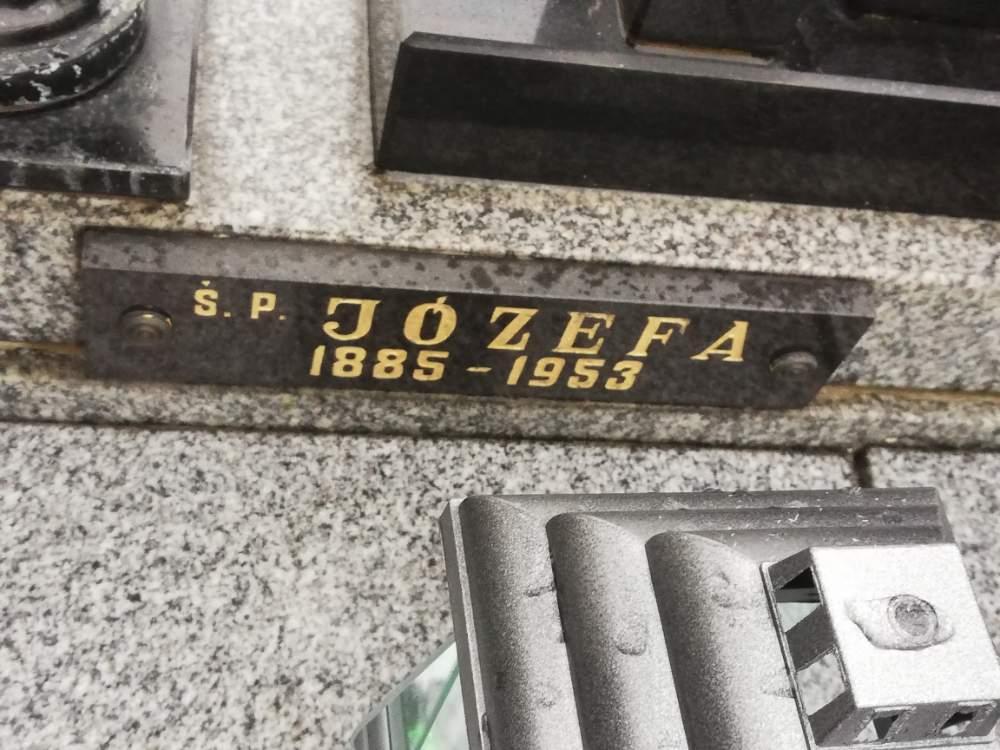 Ś. P. JÓZEFA
1885 - 1953